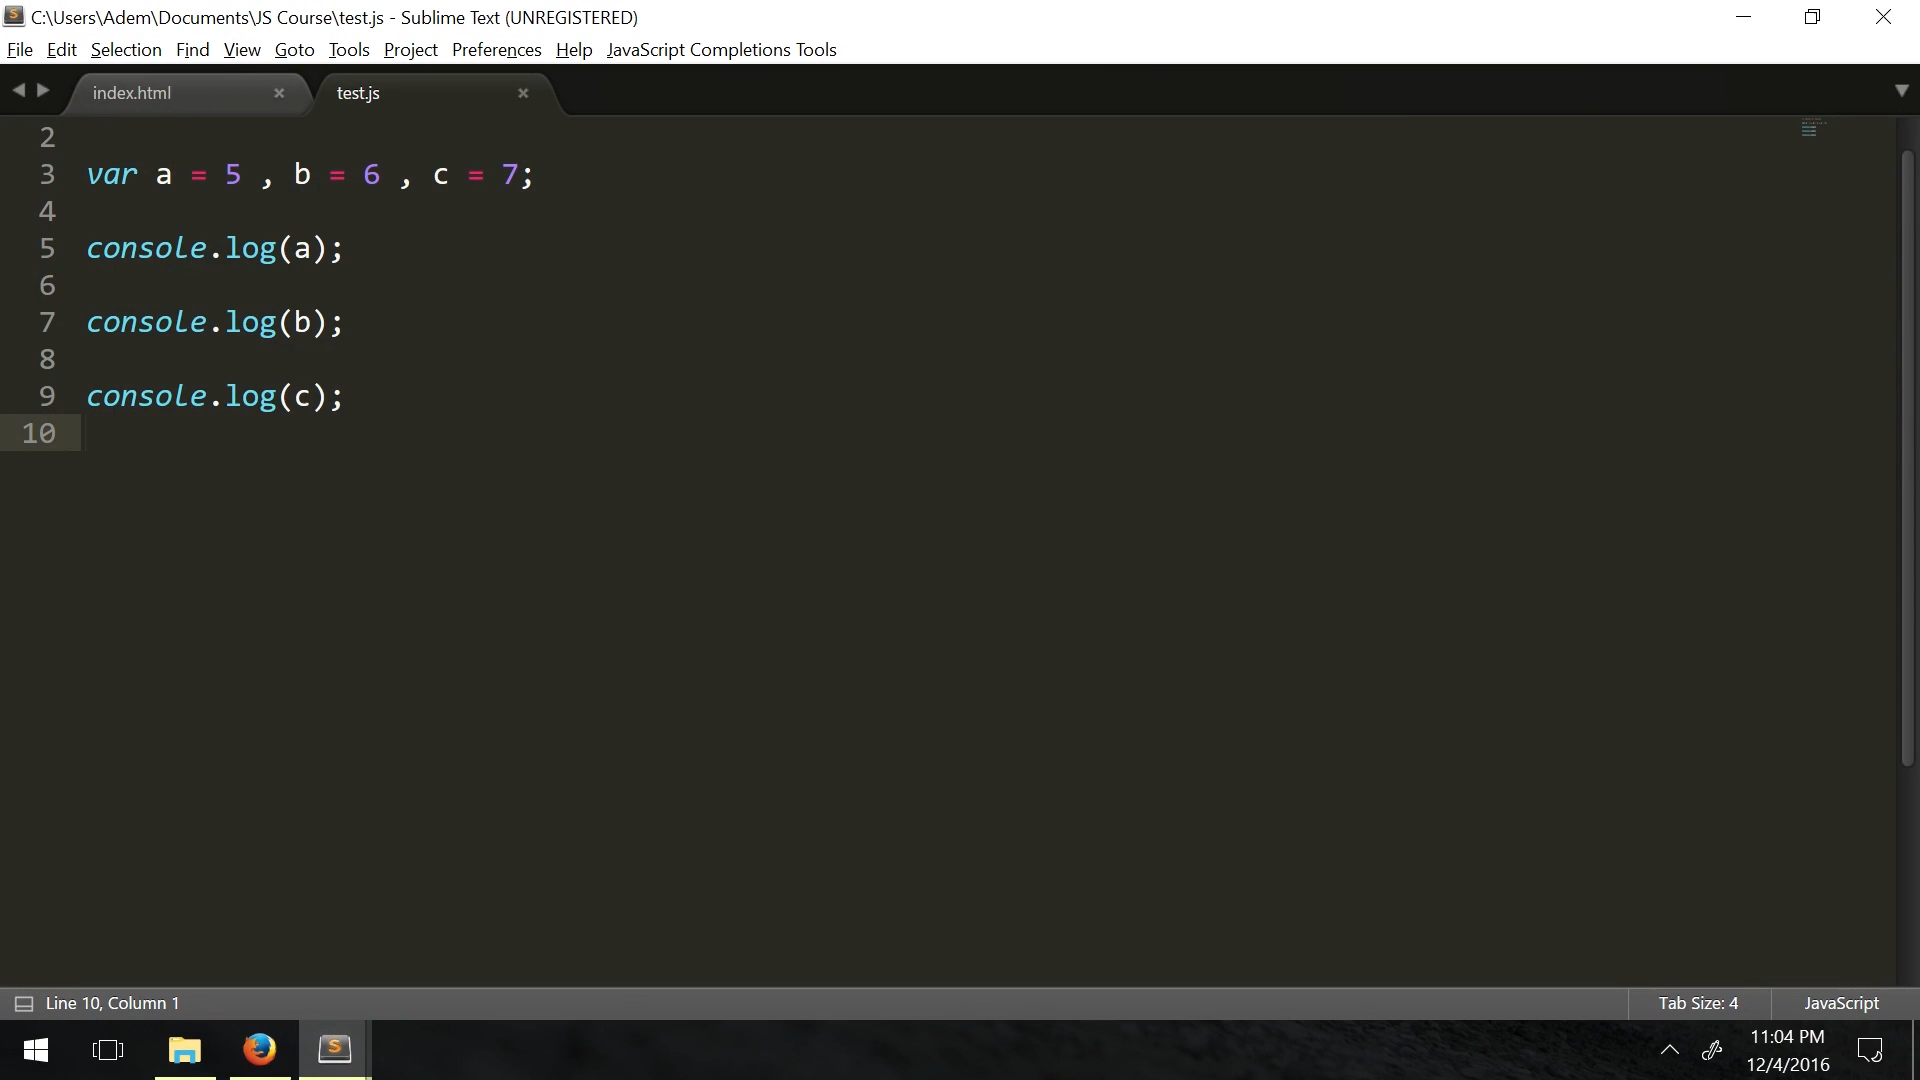 C:\Users\Adem\Documents\JS Course\test.js - Sublime Text (UNREGISTERED)
File Edit Selection Find View Goto Tools Project Preferences Help JavaScript Completions Tools
index.html × test.js ×
2
3 var a = 5 , b = 6 , c = 7;
4
5 console.log(a);
6
7 console.log(b);
8
9 console.log(c);
10
Line 10, Column 1 Tab Size: 4 JavaScript
11:04 PM
12/4/2016